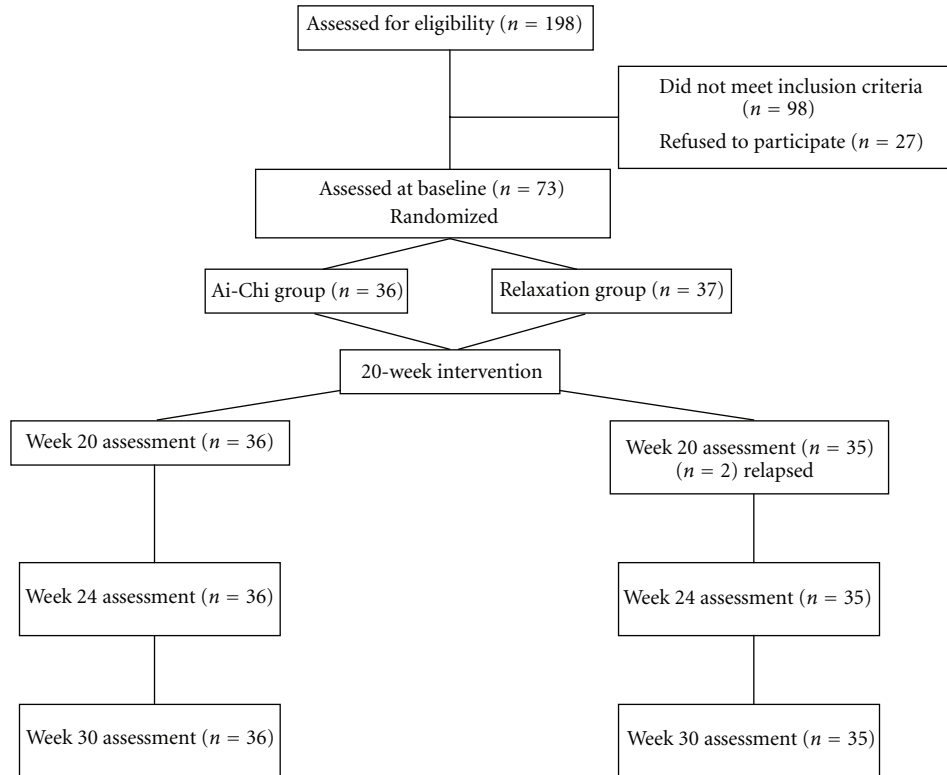 Assessed for eligibility (n = 198)
Did not meet inclusion criteria
(n = 98)
Refused to participate (n = 27)
Assessed at baseline (n = 73)
Randomized
Ai-Chi group (n = 36)
Relaxation group (n = 37)
20-week intervention
Week 20 assessment (n = 36)
Week 20 assessment (n = 35)
(n = 2) relapsed
Week 24 assessment (n = 36)
Week 24 assessment (n = 35)
Week 30 assessment (n = 36)
Week 30 assessment (n = 35)